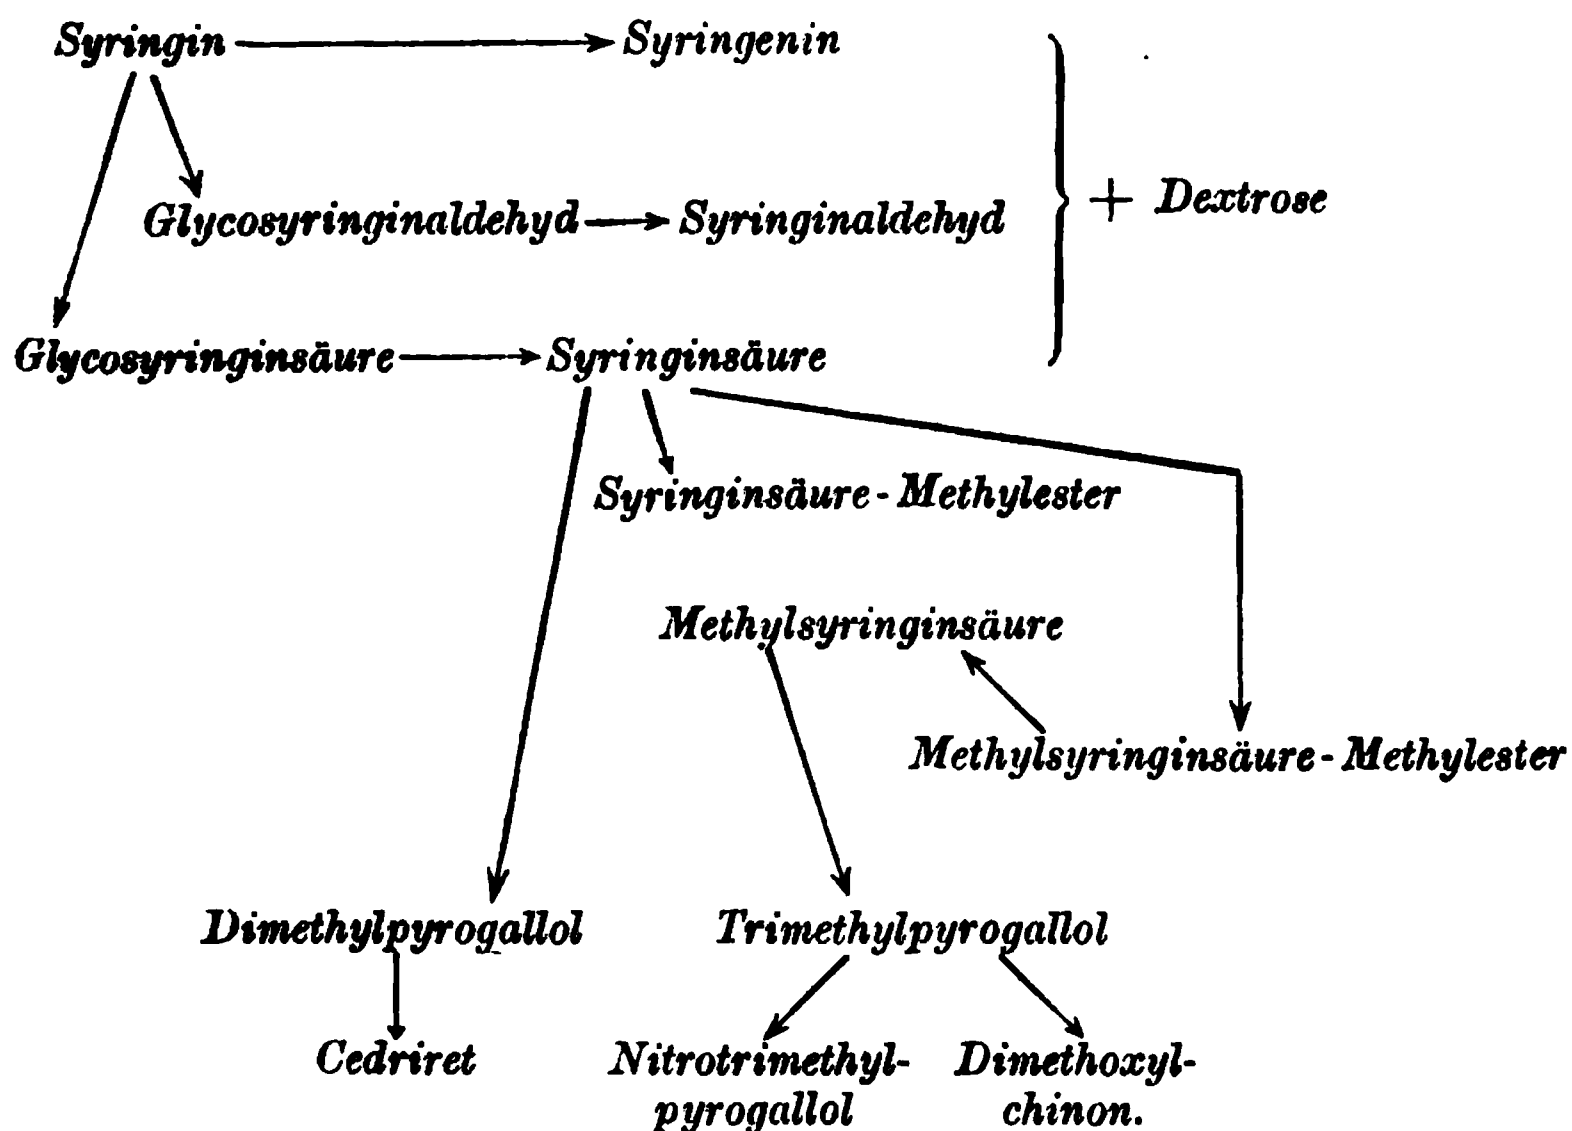 Syringin Syringenin
+ Dextrose
Glycosyringinaldehyd Syringinaldehyd
Glycosyringinsäure Syringinsäure
Syringinsäure - Methylester
Methylsyringinsäure
Methylsyringinsäure - Methylester
Dimethylpyrogallol Trimethylpyrogallol
Cedriret Nitrotrimethyl- Dimethoxyl-
pyrogallol chinon.